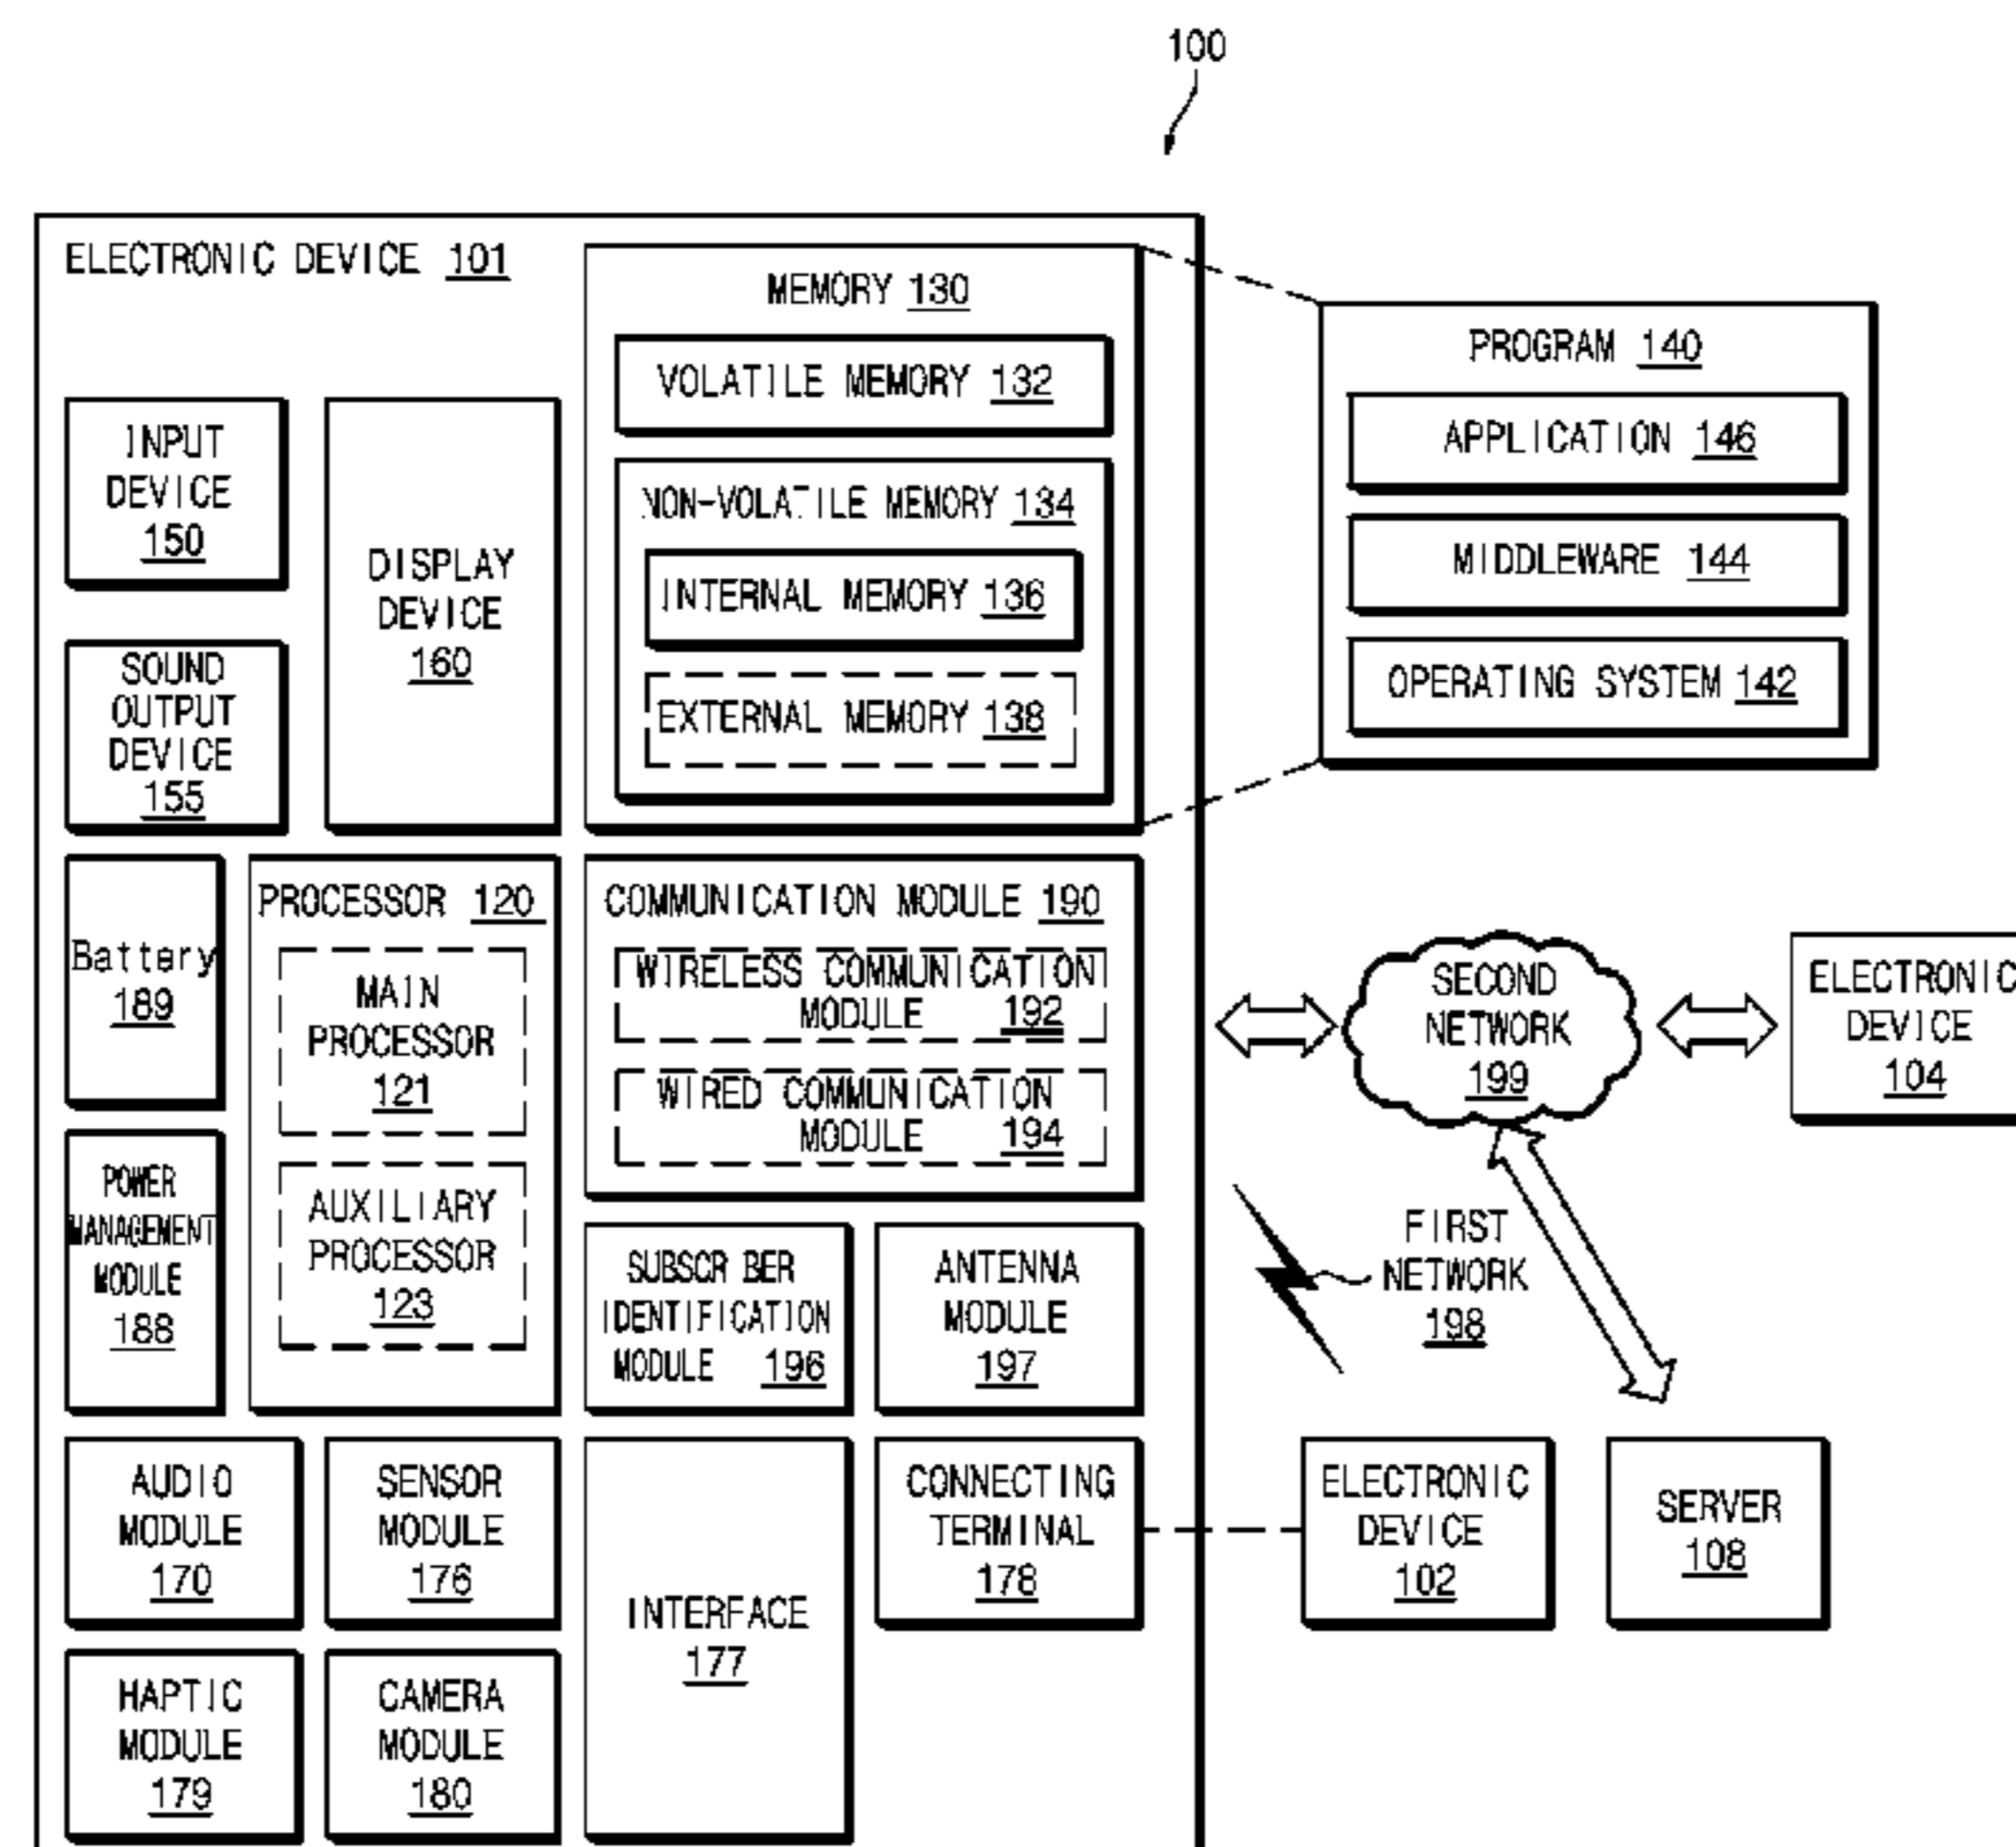 100
ELECTRONIC DEVICE 101
MEMORY 130
VOLATILE MEMORY 132
NON-VOLATILE MEMORY 134
INTERNAL MEMORY 136
EXTERNAL MEMORY 138
PROGRAM 140
APPLICATION 146
MIDDLEWARE 144
OPERATING SYSTEM 142
INPUT
DEVICE
150
SOUND
OUTPUT
DEVICE
155
DISPLAY
DEVICE
160
Battery
189
POWER
MANAGEMENT
MODULE
188
PROCESSOR 120
MAIN
PROCESSOR
121
AUXILIARY
PROCESSOR
123
COMMUNICATION MODULE 190
WIRELESS COMMUNICATION
MODULE 192
WIRED COMMUNICATION
MODULE 194
SUBSCRIBER
IDENTIFICATION
MODULE 196
ANTENNA
MODULE
197
SECOND
NETWORK
199
ELECTRONIC
DEVICE
104
FIRST
NETWORK
198
AUDIO
MODULE
170
SENSOR
MODULE
176
INTERFACE
177
CONNECTING
TERMINAL
178
ELECTRONIC
DEVICE
102
SERVER
108
HAPTIC
MODULE
179
CAMERA
MODULE
180